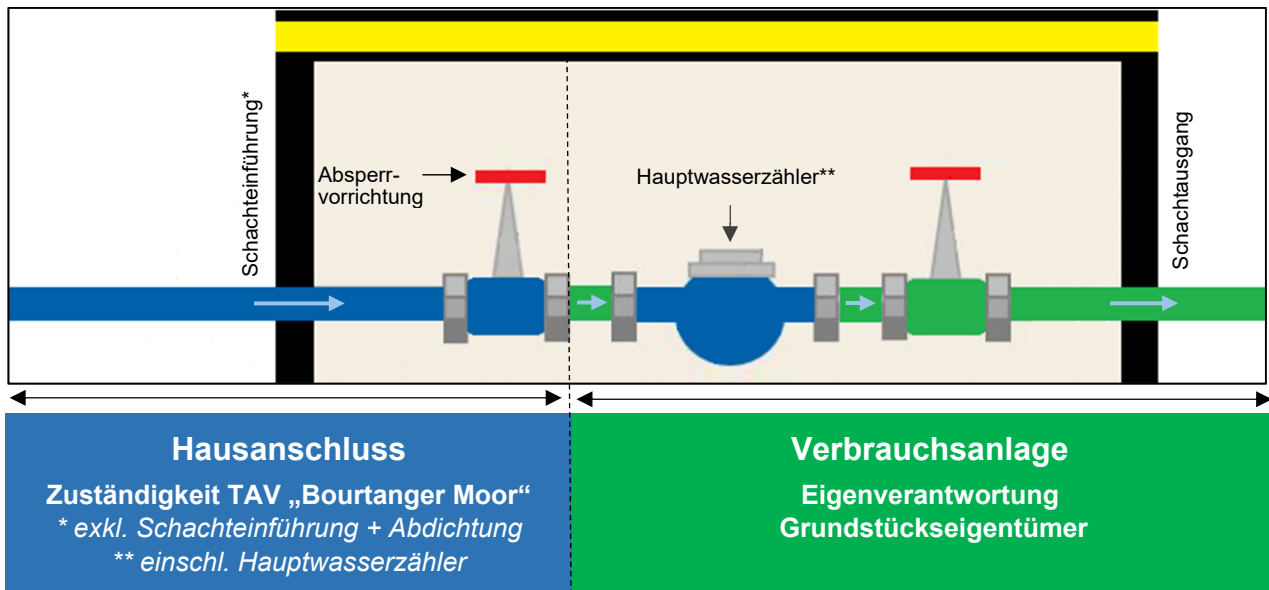 Schachteinführung*
Absperr-
vorrichtung
Hauptwasserzähler**
Schachtausgang
Hausanschluss
Zuständigkeit TAV „Bourtanger Moor“
* exkl. Schachteinführung + Abdichtung
** einschl. Hauptwasserzähler
Verbrauchsanlage
Eigenverantwortung
Grundstückseigentümer